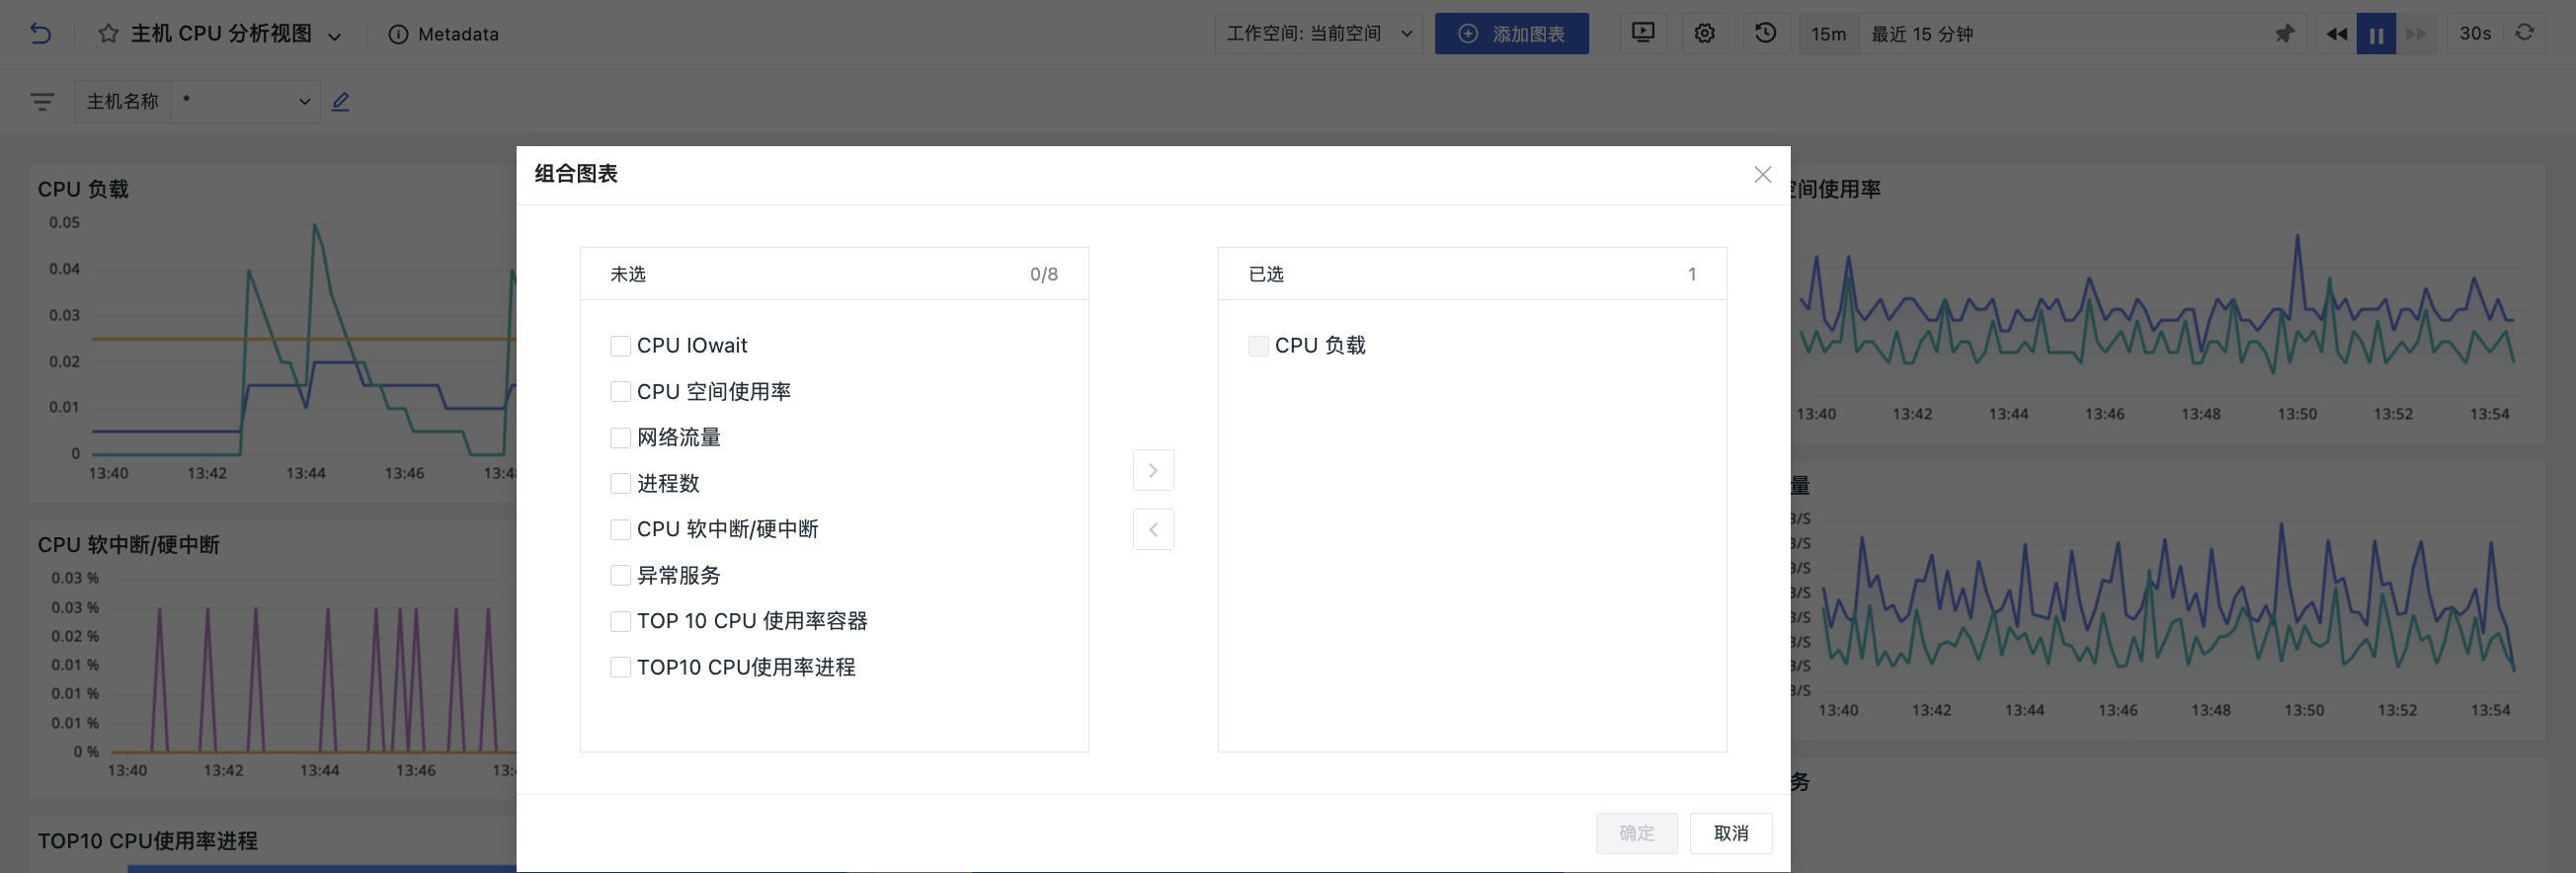 主机 CPU 分析视图
Metadata
工作空间: 当前空间
添加图表
15m
最近 15 分钟
30s
主机名称
*
CPU 负载
0.05
0.04
0.03
0.02
0.01
0
13:40 13:42 13:44 13:46
CPU 软中断/硬中断
0.03 %
0.03 %
0.02 %
0.01 %
0.01 %
0.01 %
0 %
13:40 13:42 13:44 13:46
TOP10 CPU使用率进程
组合图表
未选
0/8
CPU IOwait
CPU 空间使用率
网络流量
进程数
CPU 软中断/硬中断
异常服务
TOP 10 CPU 使用率容器
TOP10 CPU使用率进程
已选
1
CPU 负载
确定
取消
间使用率
13:40 13:42 13:44 13:46 13:48 13:50 13:52 13:54
量
B/S
B/S
B/S
B/S
B/S
B/S
B/S
B/S
13:40 13:42 13:44 13:46 13:48 13:50 13:52 13:54
务